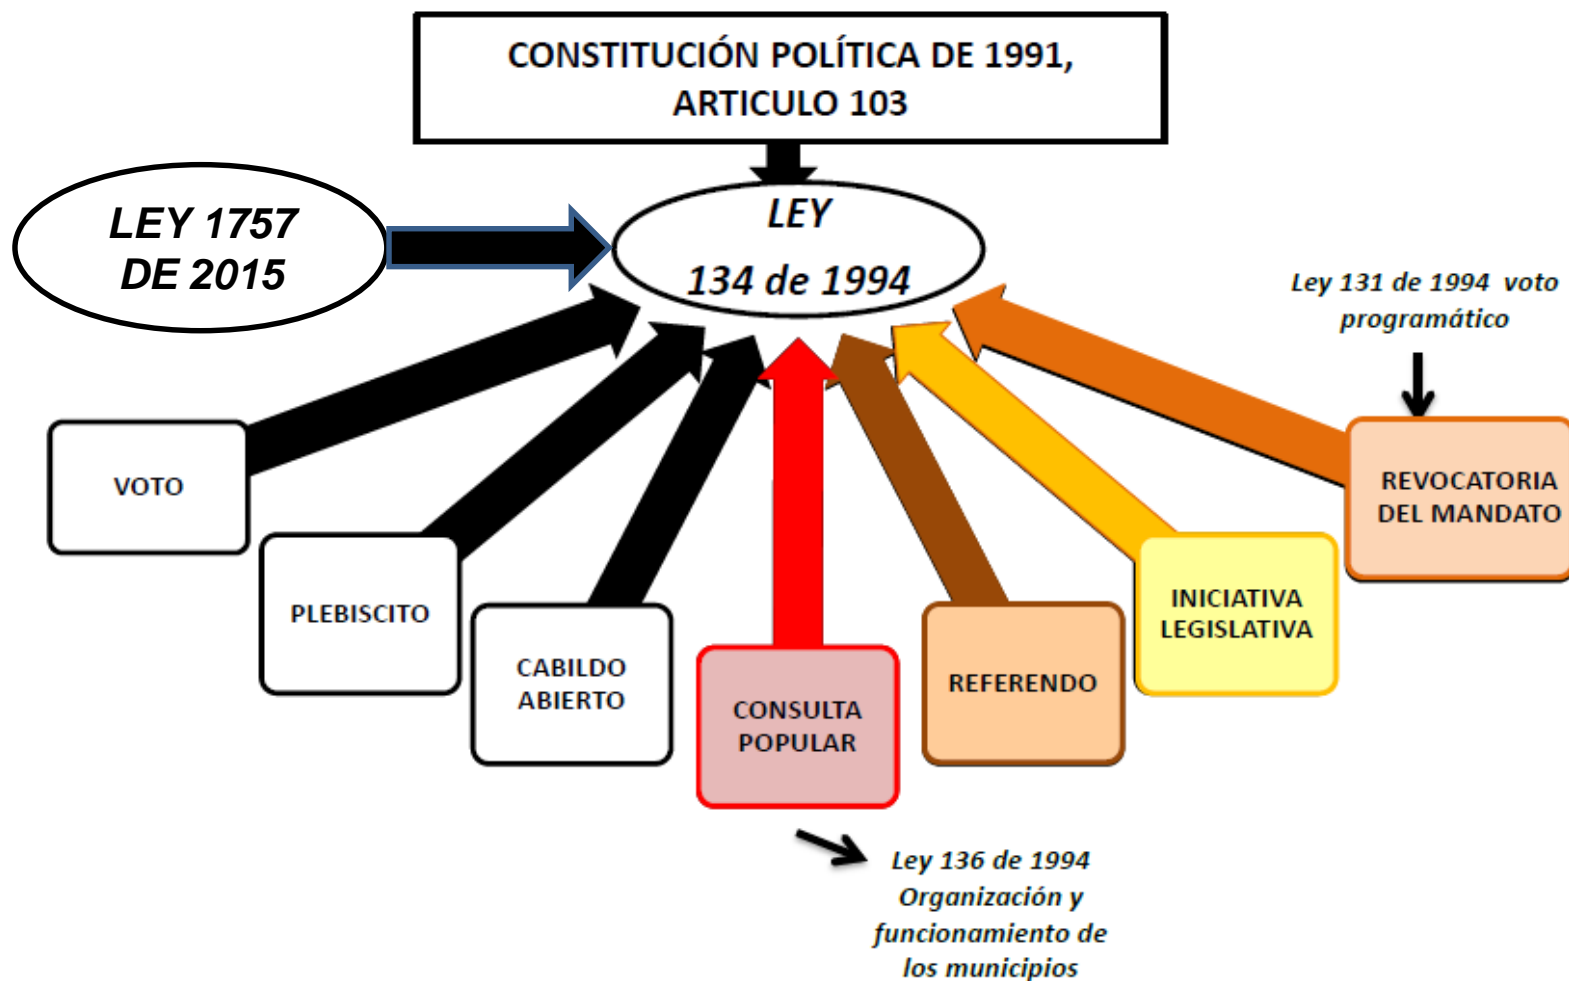 CONSTITUCIÓN POLÍTICA DE 1991,
ARTICULO 103
LEY 1757
DE 2015
LEY
134 de 1994
Ley 131 de 1994 voto
programático
VOTO
PLEBISCITO
CABILDO
ABIERTO
CONSULTA
POPULAR
REFERENDO
INICIATIVA
LEGISLATIVA
REVOCATORIA
DEL MANDATO
Ley 136 de 1994
Organización y
funcionamiento de
los municipios